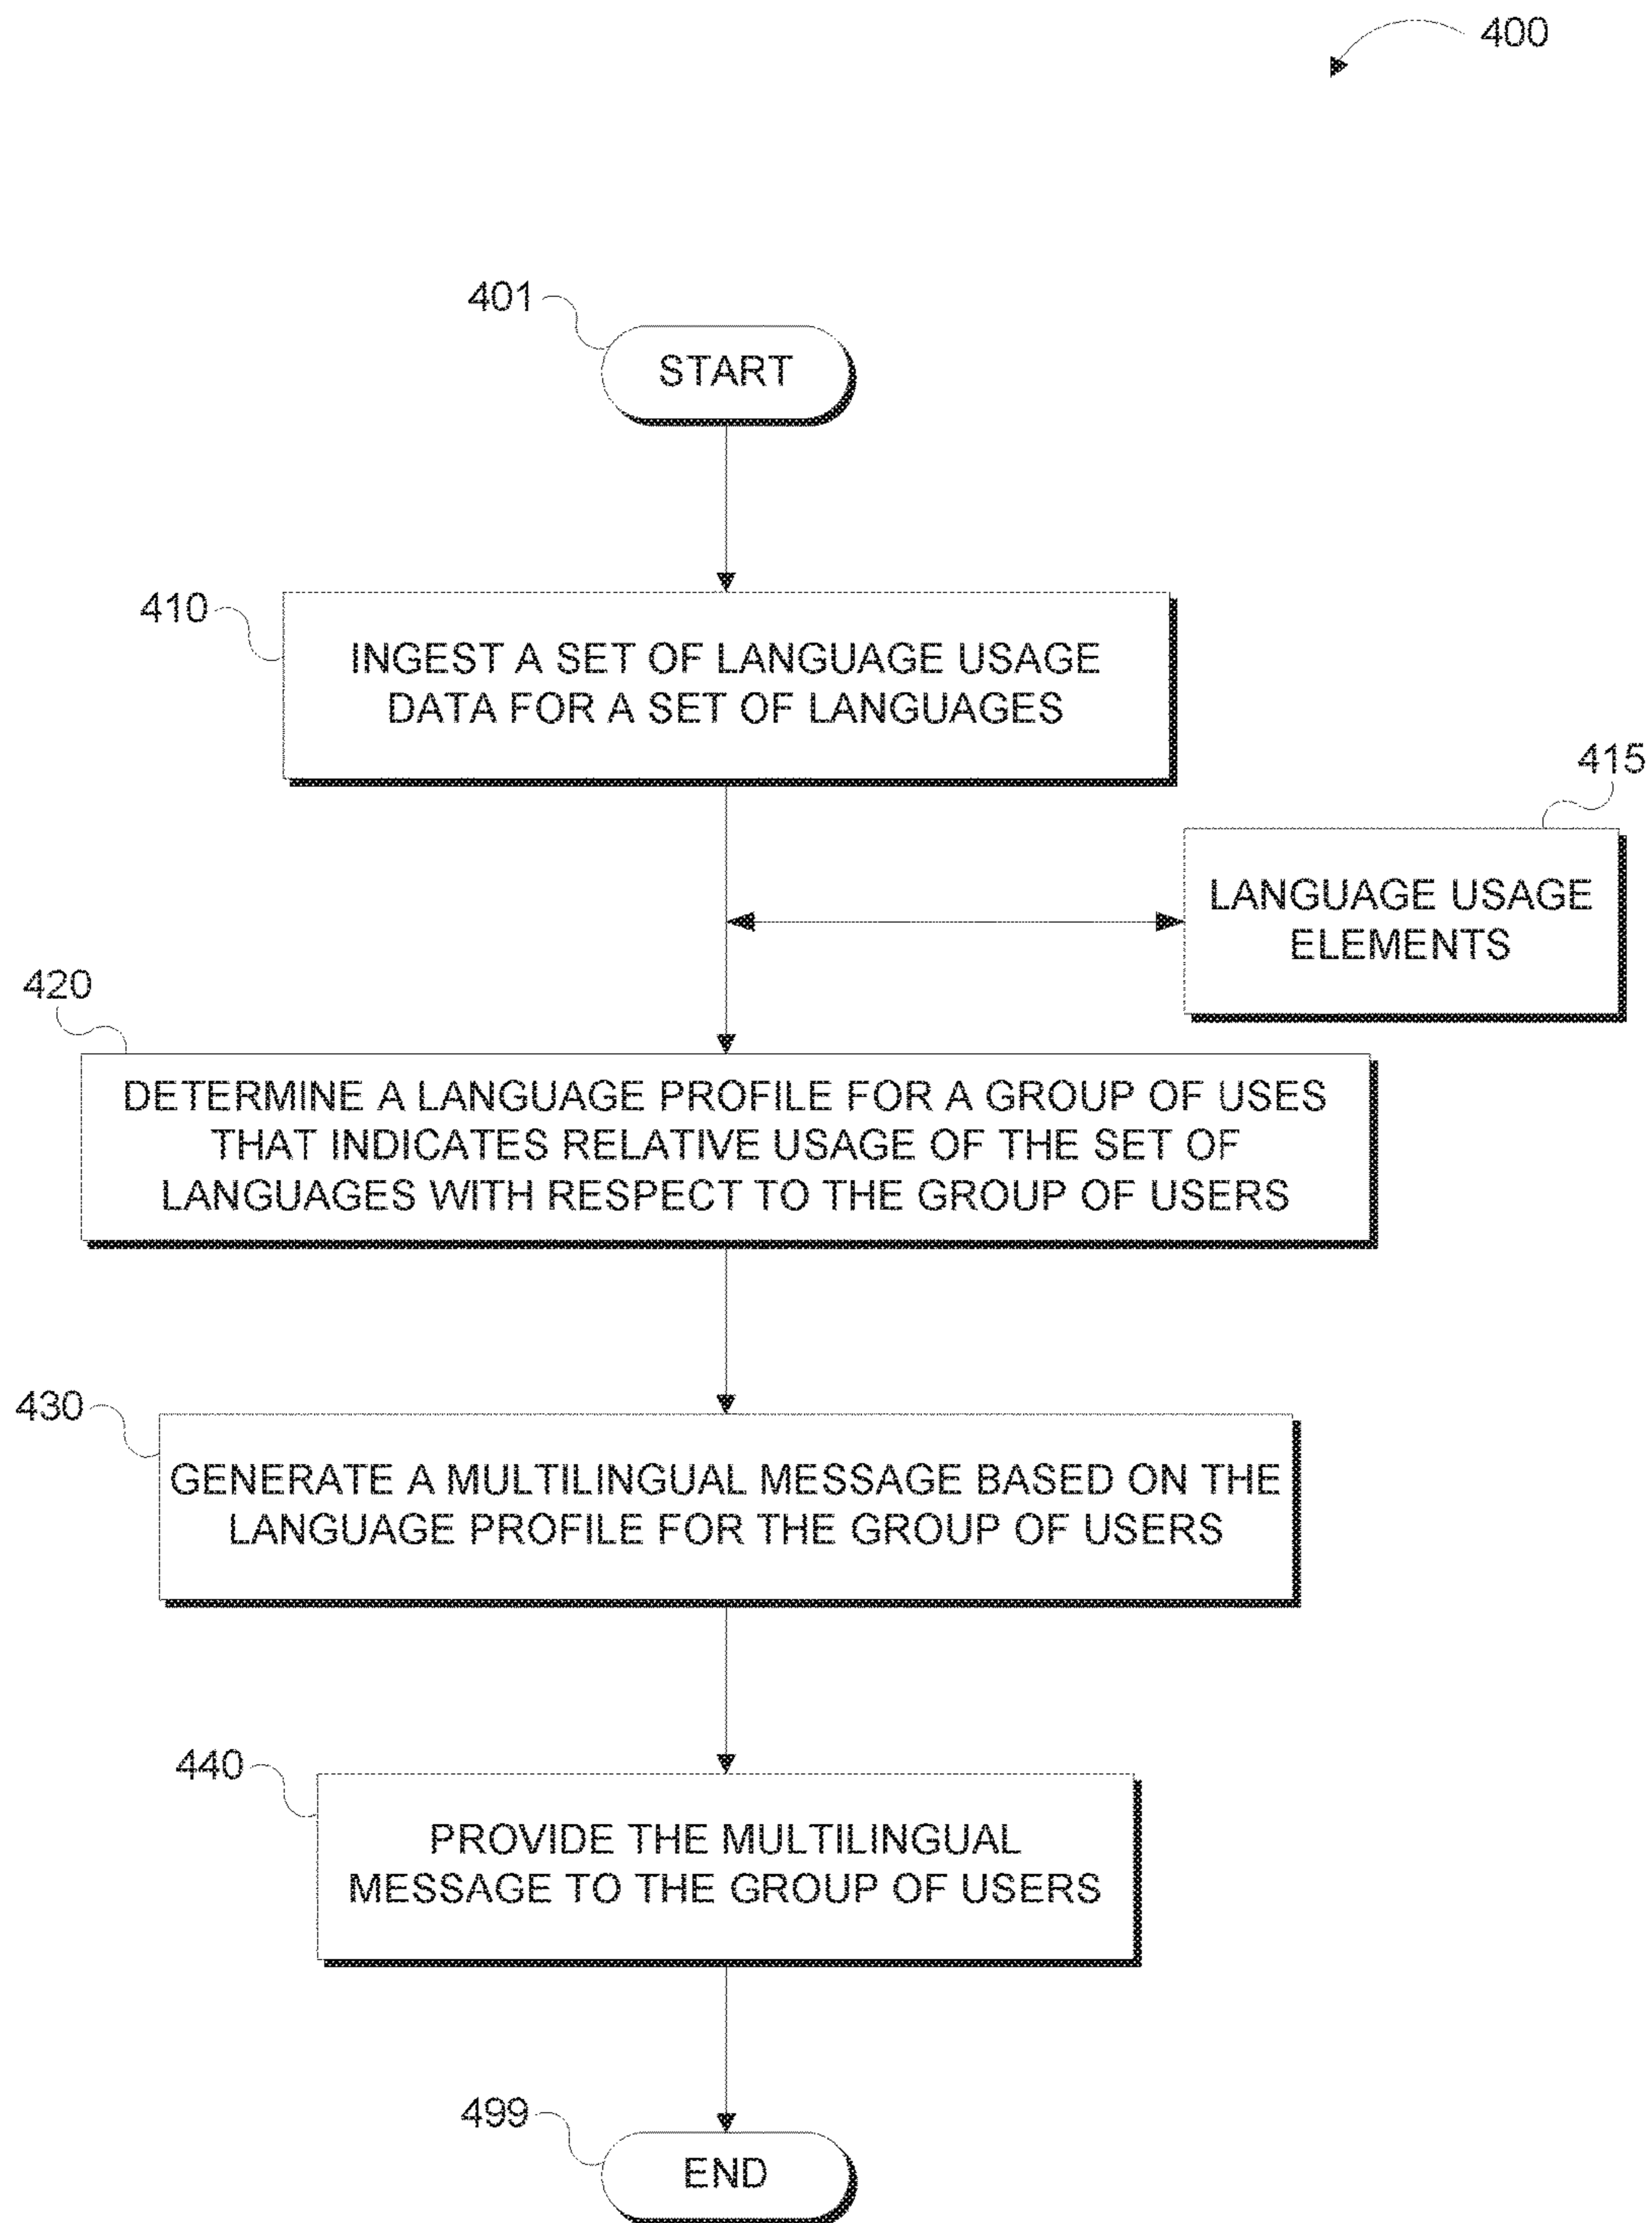 400
401
START
410
INGEST A SET OF LANGUAGE USAGE
DATA FOR A SET OF LANGUAGES
415
LANGUAGE USAGE
ELEMENTS
420
DETERMINE A LANGUAGE PROFILE FOR A GROUP OF USES
THAT INDICATES RELATIVE USAGE OF THE SET OF
LANGUAGES WITH RESPECT TO THE GROUP OF USERS
430
GENERATE A MULTILINGUAL MESSAGE BASED ON THE
LANGUAGE PROFILE FOR THE GROUP OF USERS
440
PROVIDE THE MULTILINGUAL
MESSAGE TO THE GROUP OF USERS
499
END